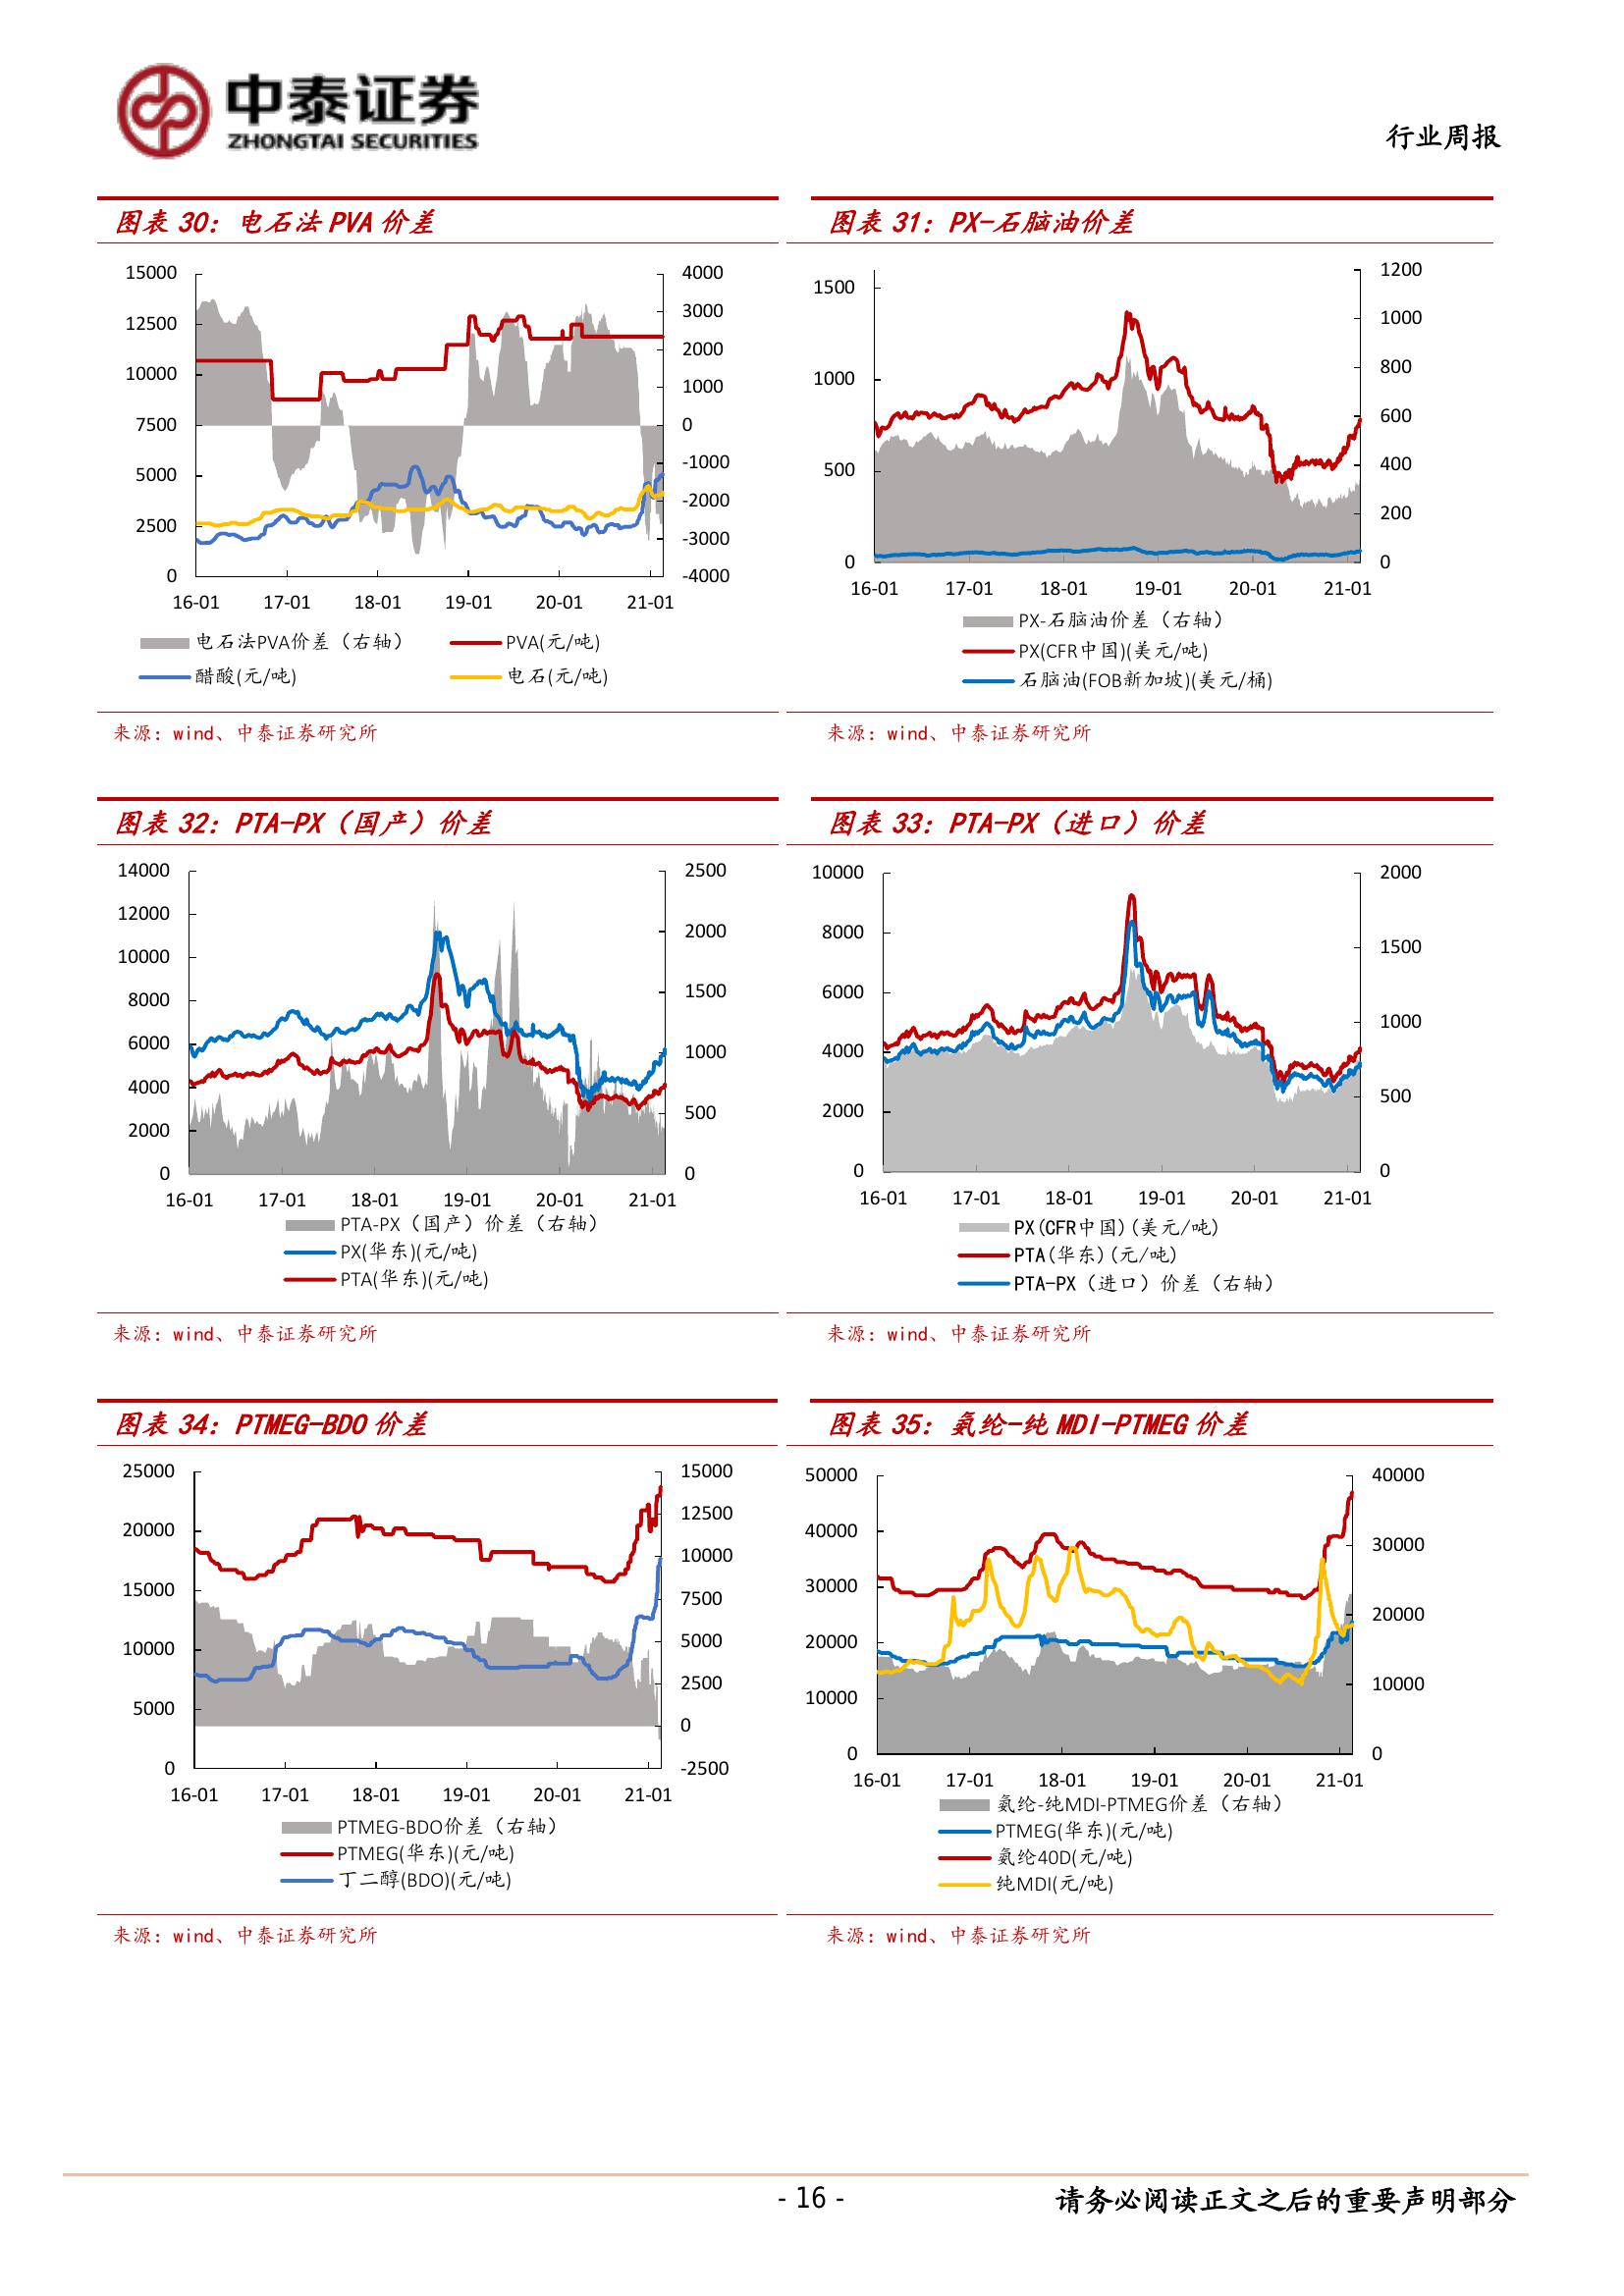 中泰证券
ZHONGTAI SECURITIES
行业周报
图表 30：电石法 PVA 价差
15000
12500
10000
7500
5000
2500
0
4000
3000
2000
1000
0
-1000
-2000
-3000
-4000
16-01 17-01 18-01 19-01 20-01 21-01
电石法PVA价差（右轴） PVA(元/吨)
醋酸(元/吨) 电石(元/吨)
来源：wind、中泰证券研究所
图表 31：PX-石脑油价差
1500
1000
500
0
1200
1000
800
600
400
200
0
16-01 17-01 18-01 19-01 20-01 21-01
PX-石脑油价差（右轴）
PX(CFR中国)(美元/吨)
石脑油(FOB新加坡)(美元/桶)
来源：wind、中泰证券研究所
图表 32：PTA-PX（国产）价差
14000
12000
10000
8000
6000
4000
2000
0
2500
2000
1500
1000
500
0
16-01 17-01 18-01 19-01 20-01 21-01
PTA-PX（国产）价差（右轴）
PX(华东)(元/吨)
PTA(华东)(元/吨)
来源：wind、中泰证券研究所
图表 33：PTA-PX（进口）价差
10000
8000
6000
4000
2000
0
2000
1500
1000
500
0
16-01 17-01 18-01 19-01 20-01 21-01
PX(CFR中国)(美元/吨)
PTA(华东)(元/吨)
PTA-PX（进口）价差（右轴）
来源：wind、中泰证券研究所
图表 34：PTMEG-BDO 价差
25000
20000
15000
10000
5000
0
15000
12500
10000
7500
5000
2500
0
-2500
16-01 17-01 18-01 19-01 20-01 21-01
PTMEG-BDO价差（右轴）
PTMEG(华东)(元/吨)
丁二醇(BDO)(元/吨)
来源：wind、中泰证券研究所
图表 35：氨纶-纯 MDI-PTMEG 价差
50000
40000
30000
20000
10000
0
40000
30000
20000
10000
0
16-01 17-01 18-01 19-01 20-01 21-01
氨纶-纯MDI-PTMEG价差（右轴）
PTMEG(华东)(元/吨)
氨纶40D(元/吨)
纯MDI(元/吨)
来源：wind、中泰证券研究所
- 16 -
请务必阅读正文之后的重要声明部分